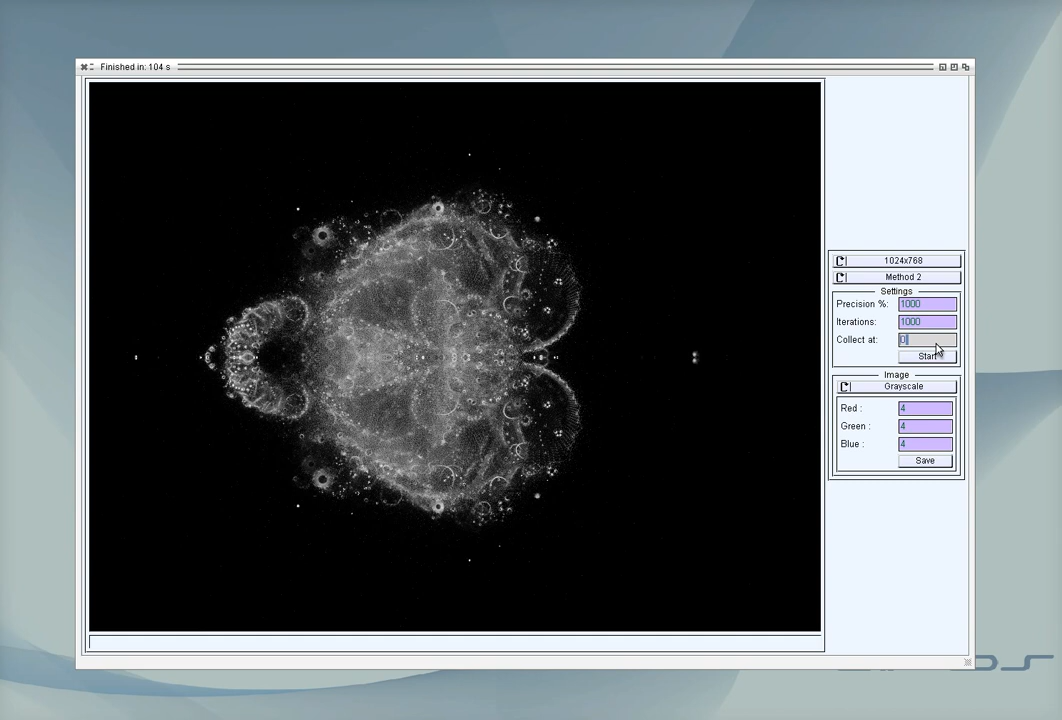 Finished in: 104 s
1024x768
Method 2
Settings
Precision %: 1000
Iterations: 1000
Collect at: 0
Start
Image
Grayscale
Red : 4
Green : 4
Blue : 4
Save